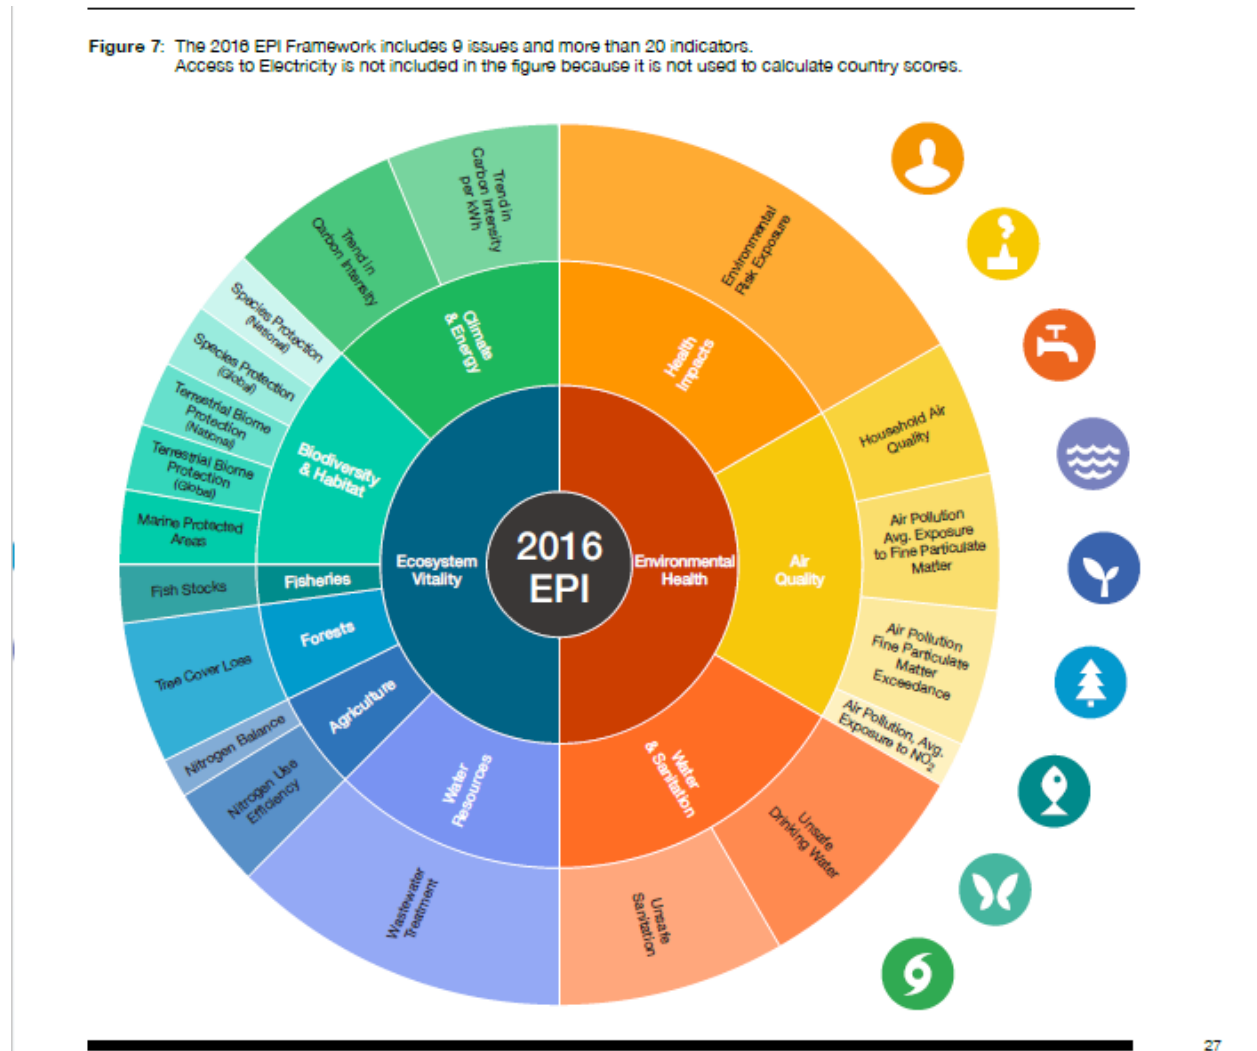 Figure 7: The 2016 EPI Framework includes 9 issues and more than 20 indicators.
Access to Electricity is not included in the figure because it is not used to calculate country scores.
Trend in
Carbon Intensity
per kWh
Trend in
Carbon Intensity
Species Protection
(National)
Species Protection
(Global)
Terrestrial Biome
Protection
(National)
Terrestrial Biome
Protection
(Global)
Marine Protected
Areas
Fish Stocks
Tree Cover Loss
Nitrogen Balance
Nitrogen Use
Efficiency
Wastewater
Treatment
Climate
& Energy
Biodiversity
& Habitat
Fisheries
Forests
Agriculture
Water
Resources
Ecosystem
Vitality
2016
EPI
Environmental
Health
Health
Impacts
Air
Quality
Water
& Sanitation
Environmental
Risk Exposure
Household Air
Quality
Air Pollution
Avg. Exposure
to Fine Particulate
Matter
Air Pollution
Fine Particulate
Matter
Exceedance
Air Pollution, Avg.
Exposure to NO2
Unsafe
Drinking Water
Unsafe
Sanitation
27